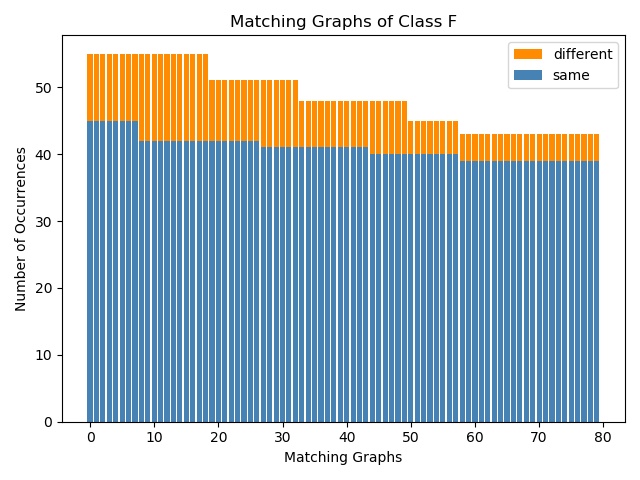 Matching Graphs of Class F
different
same
Number of Occurrences
50
40
30
20
10
0
0 10 20 30 40 50 60 70 80
Matching Graphs